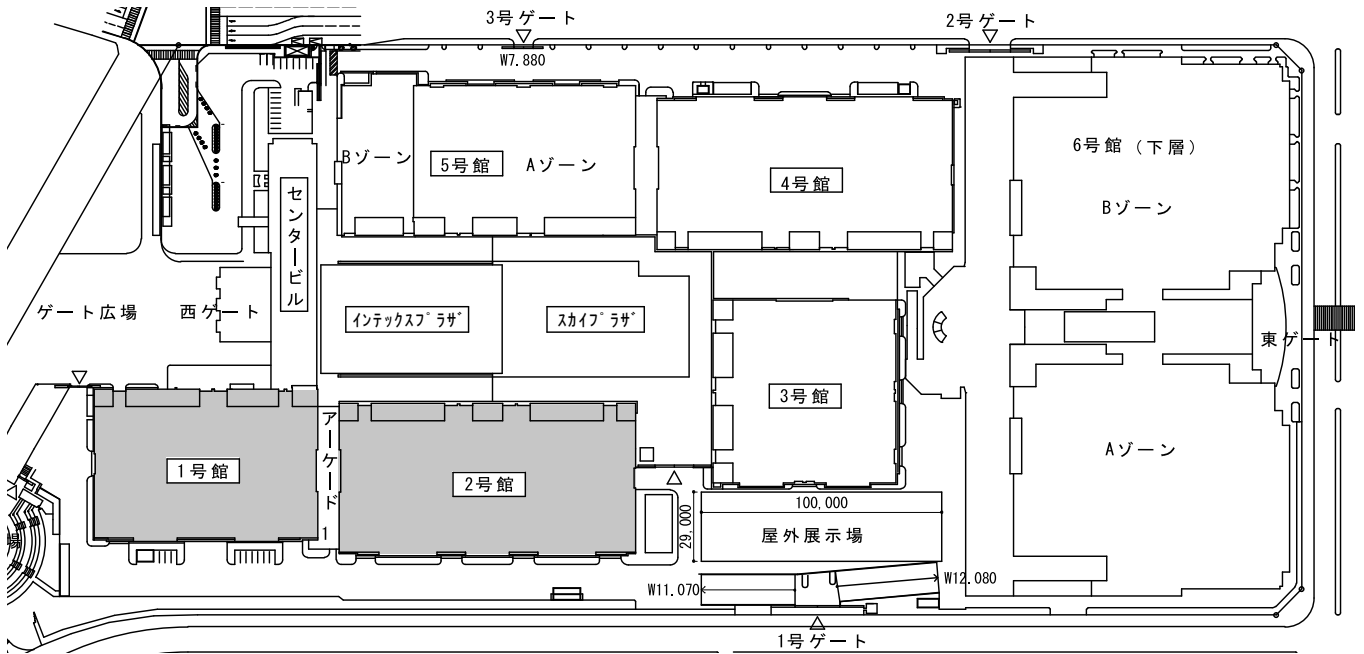 3号ゲート
2号ゲート
W7.880
Bゾーン
5号館
Aゾーン
4号館
6号館（下層）
Bゾーン
センタービル
ゲート広場
西ゲート
インテックスプラザ
スカイプラザ
東ゲート
3号館
アーケード1
1号館
2号館
Aゾーン
100,000
29,000
屋外展示場
場
W11.070
W12.080
1号ゲート